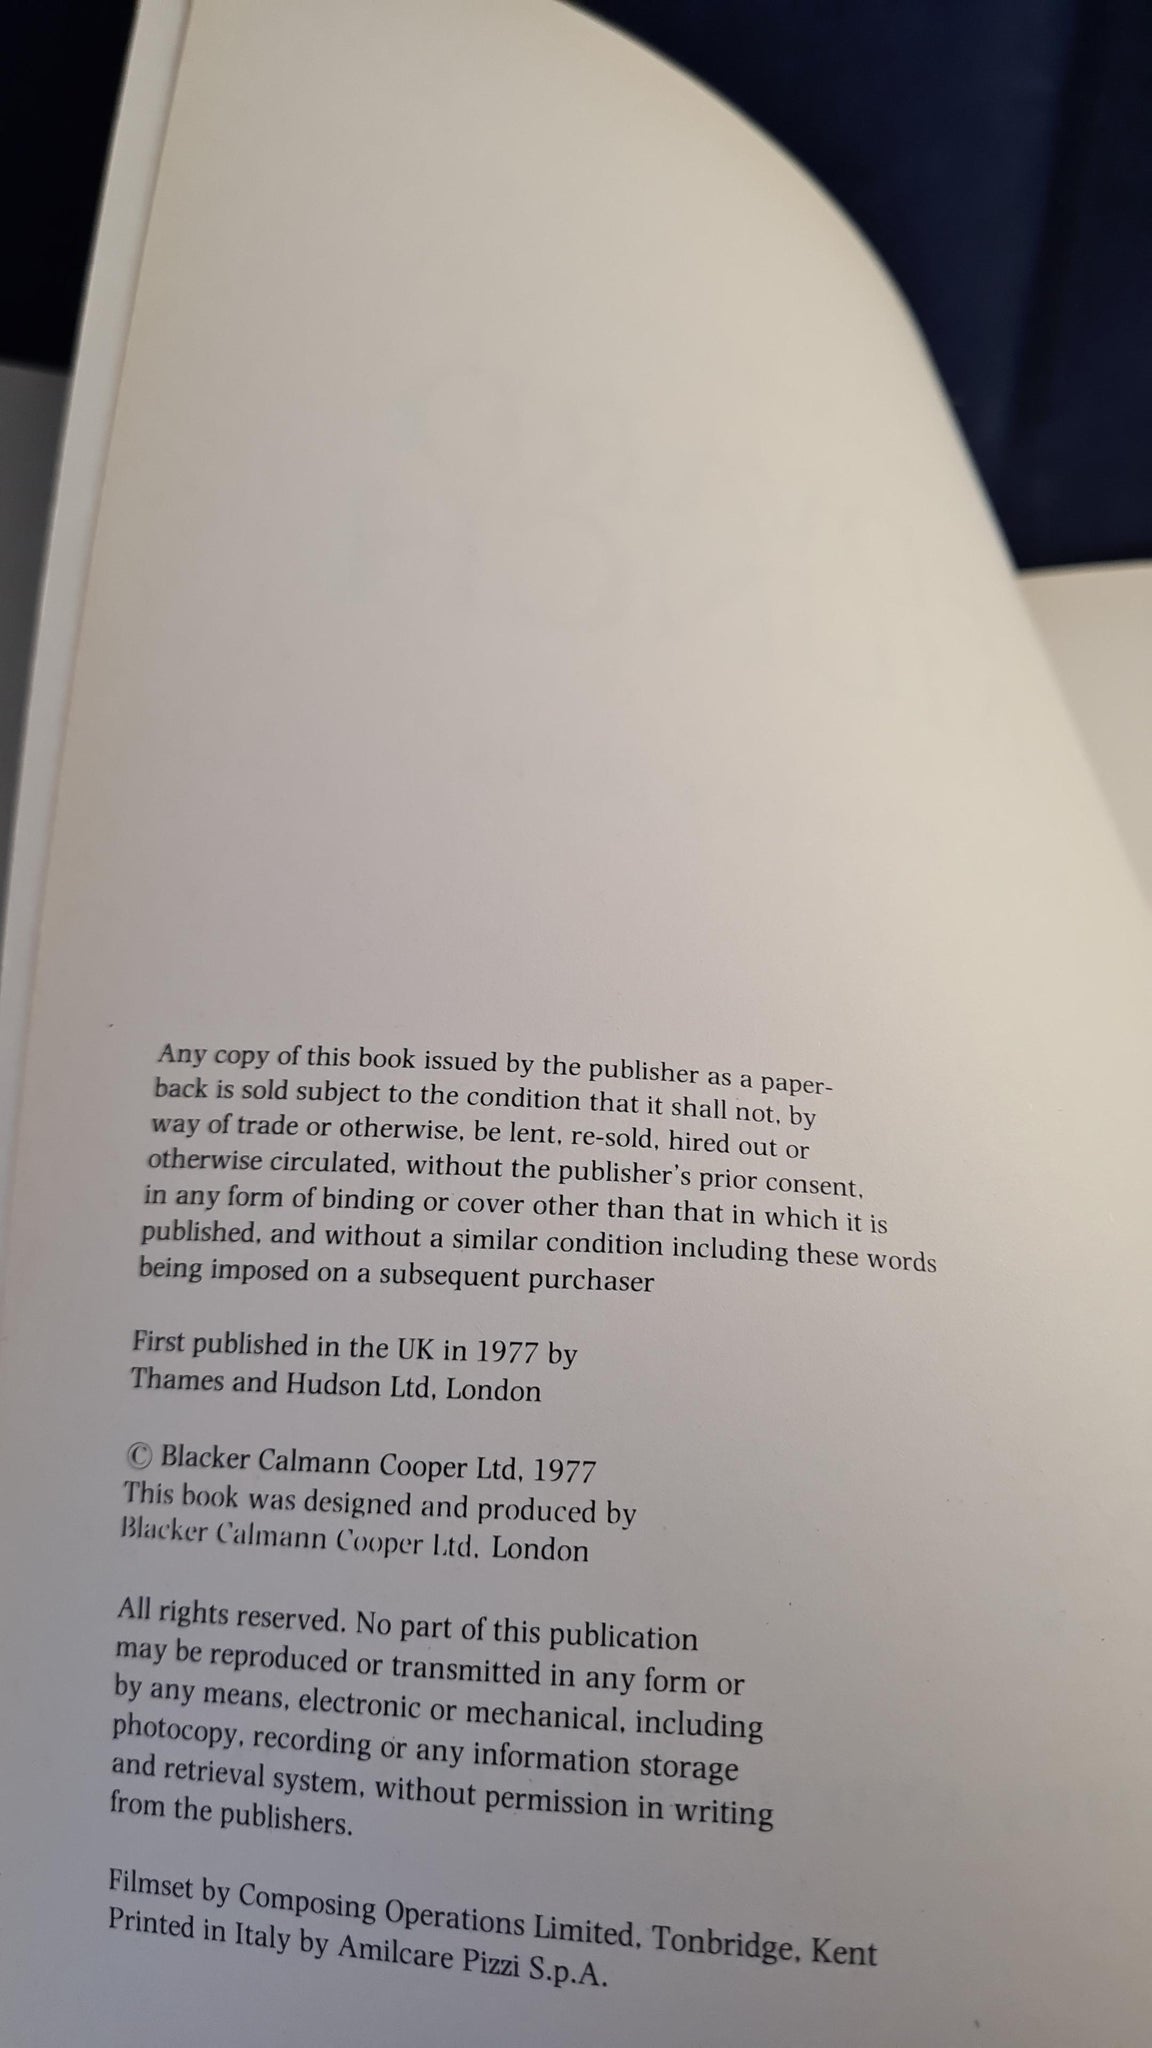 Any copy of this book issued by the publisher as a paper-
back is sold subject to the condition that it shall not, by
way of trade or otherwise, be lent, re-sold, hired out or
otherwise circulated, without the publisher's prior consent,
in any form of binding or cover other than that in which it is
published, and without a similar condition including these words
being imposed on a subsequent purchaser
First published in the UK in 1977 by
Thames and Hudson Ltd, London
© Blacker Calmann Cooper Ltd, 1977
This book was designed and produced by
Blacker Calmann Cooper Ltd, London
All rights reserved. No part of this publication
may be reproduced or transmitted in any form or
by any means, electronic or mechanical, including
photocopy, recording or any information storage
and retrieval system, without permission in writing
from the publishers.
Filmset by Composing Operations Limited, Tonbridge, Kent
Printed in Italy by Amilcare Pizzi S.p.A.